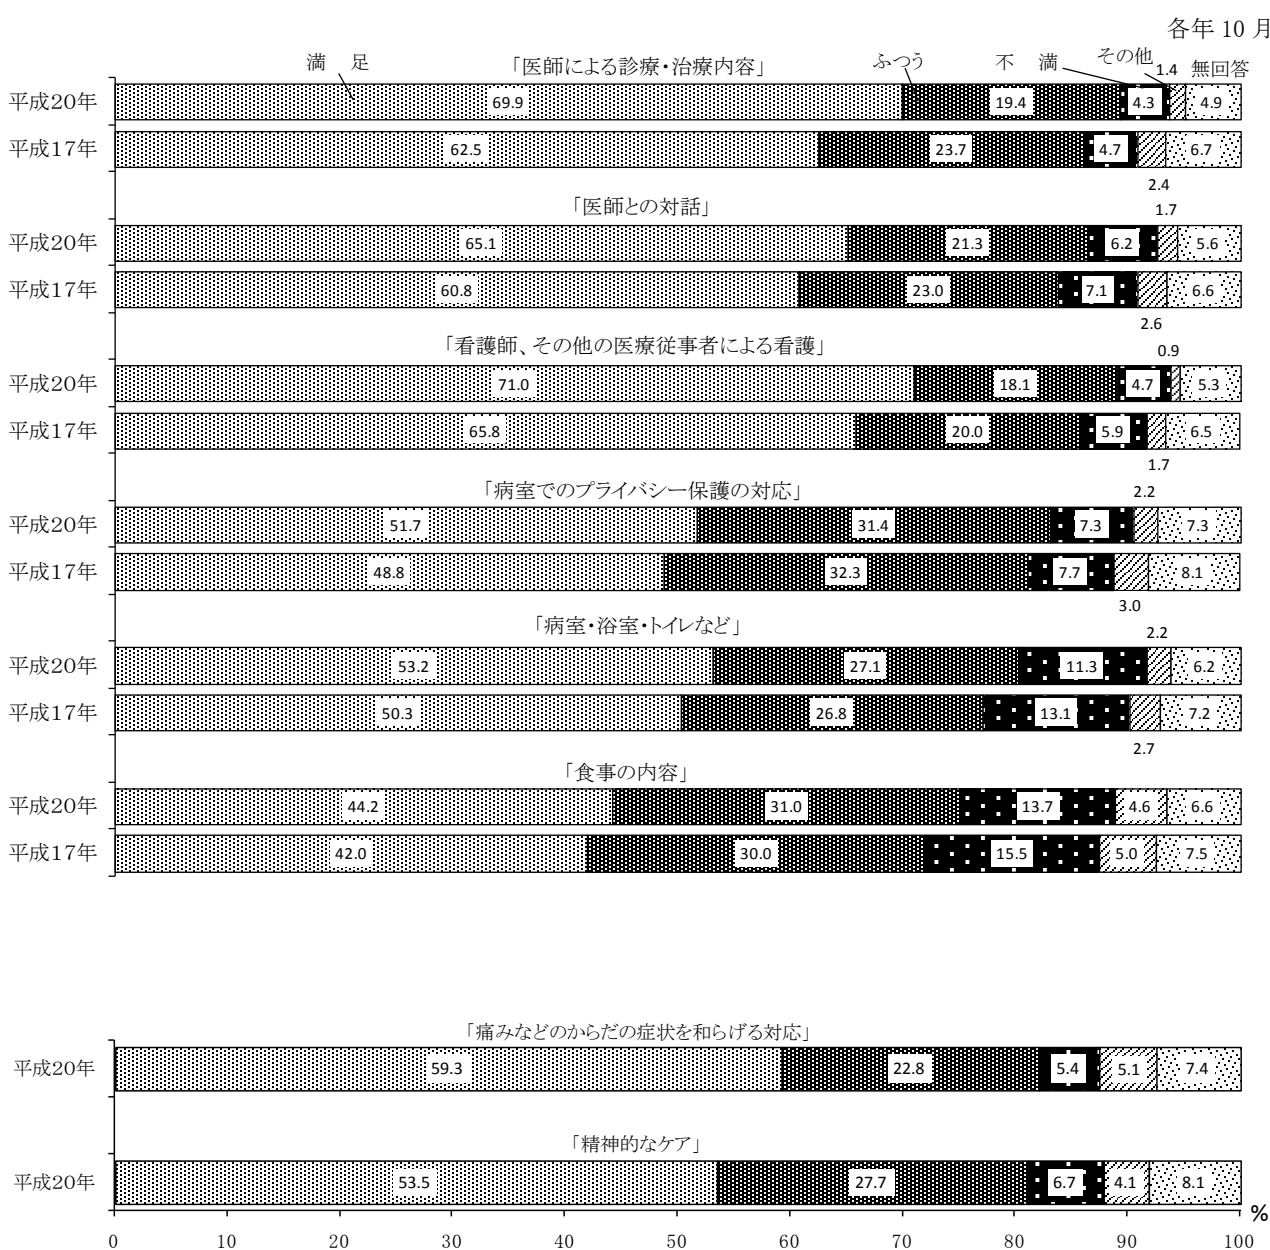 各年 10 月
満 足 「医師による診療・治療内容」 ふつう 不 満 その他 1.4 無回答
平成20年 69.9 19.4 4.3 4.9
平成17年 62.5 23.7 4.7 6.7
2.4
「医師との対話」 1.7
平成20年 65.1 21.3 6.2 5.6
平成17年 60.8 23.0 7.1 6.6
2.6
「看護師、その他の医療従事者による看護」 0.9
平成20年 71.0 18.1 4.7 5.3
平成17年 65.8 20.0 5.9 6.5
1.7
「病室でのプライバシー保護の対応」 2.2
平成20年 51.7 31.4 7.3 7.3
平成17年 48.8 32.3 7.7 8.1
3.0
「病室・浴室・トイレなど」 2.2
平成20年 53.2 27.1 11.3 6.2
平成17年 50.3 26.8 13.1 7.2
2.7
「食事の内容」
平成20年 44.2 31.0 13.7 4.6 6.6
平成17年 42.0 30.0 15.5 5.0 7.5
「痛みなどのからだの症状を和らげる対応」
平成20年 59.3 22.8 5.4 5.1 7.4
「精神的なケア」
平成20年 53.5 27.7 6.7 4.1 8.1
%
0 10 20 30 40 50 60 70 80 90 100